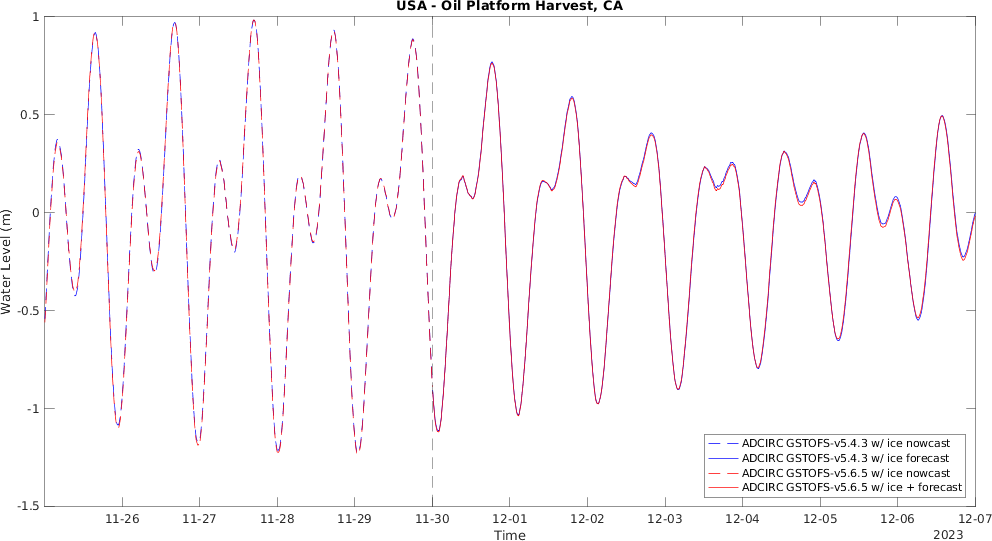 USA - Oil Platform Harvest, CA
1
0.5
0
-0.5
-1
-1.5
Water Level (m)
11-26 11-27 11-28 11-29 11-30 12-01 12-02 12-03 12-04 12-05 12-06 12-07
Time
2023
ADCIRC GSTOFS-v5.4.3 w/ ice nowcast
ADCIRC GSTOFS-v5.4.3 w/ ice forecast
ADCIRC GSTOFS-v5.6.5 w/ ice nowcast
ADCIRC GSTOFS-v5.6.5 w/ ice + forecast